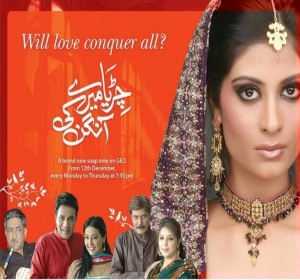 Will love conquer all?
چڑیا میرے
آنگن کی
A brand new soap only on GEO
From 12th December,
every Monday to Thursday at 7:30 pm